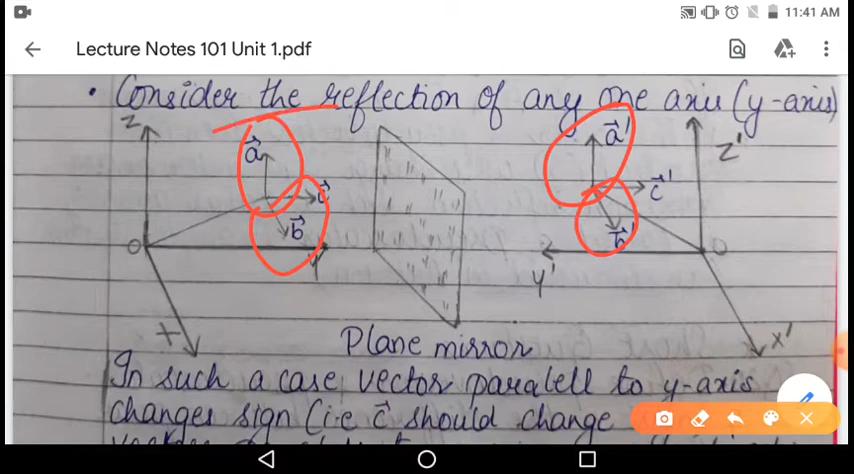 11:41 AM
Lecture Notes 101 Unit 1.pdf
• Consider the reflection of any one axis (y-axis)
Z a⃗ c⃗ b⃗ O Y X
a⃗' Z' c⃗' b⃗' O Y' X'
Plane mirror
In such a case vector paralell to y-axis
changes sign (i.e c⃗ should change